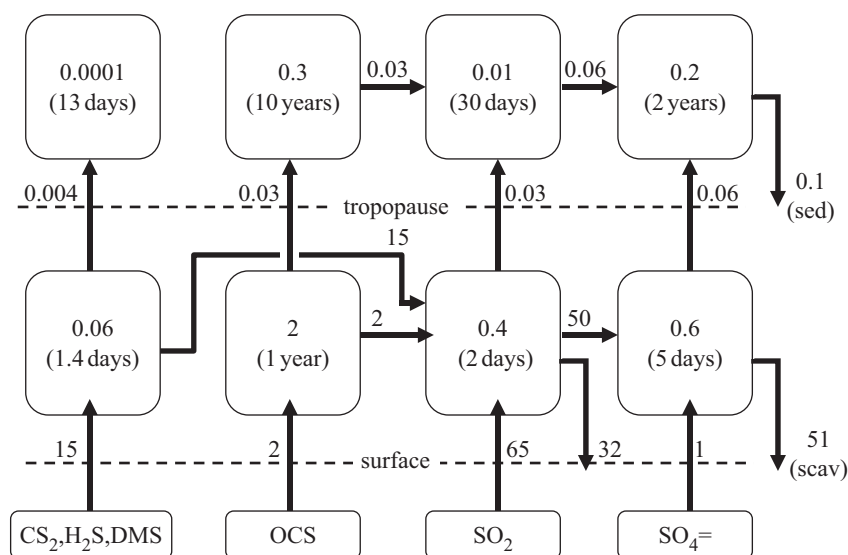 0.0001
(13 days)
0.3
(10 years)
0.03
0.01
(30 days)
0.06
0.2
(2 years)
0.004
0.03
0.03
0.06
0.1
(sed)
tropopause
15
0.06
(1.4 days)
2
(1 year)
2
0.4
(2 days)
50
0.6
(5 days)
15
2
surface
65
32
1
51
(scav)
CS₂,H₂S,DMS
OCS
SO₂
SO₄=